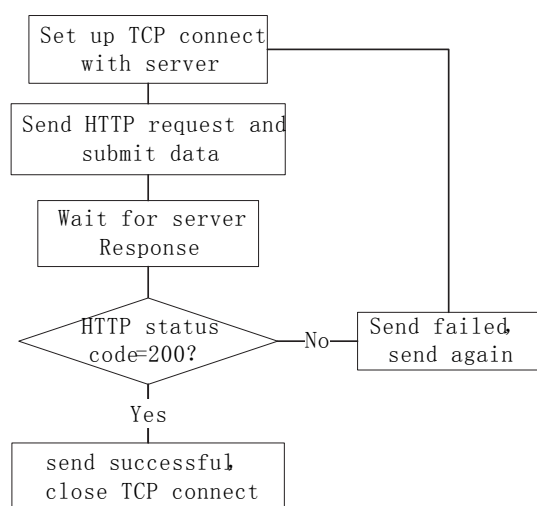 Set up TCP connect
with server
Send HTTP request and
submit data
Wait for server
Response
HTTP status
code=200?
No
Send failed,
send again
Yes
send successful,
close TCP connect